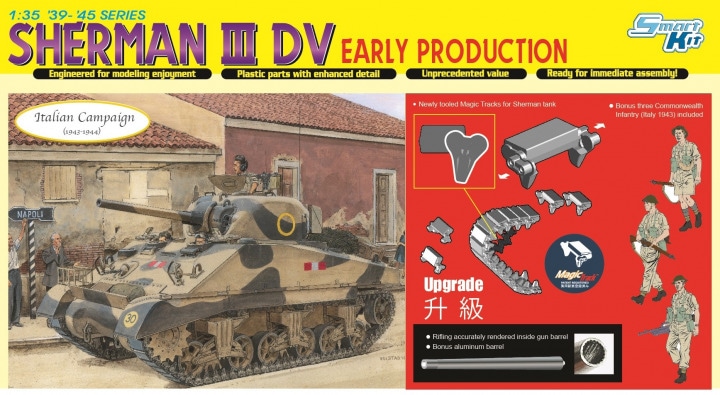 1:35 '39-'45 SERIES
SHERMAN III DV EARLY PRODUCTION
Smart Kit
Engineered for modeling enjoyment
Plastic parts with enhanced detail
Unprecedented value
Ready for immediate assembly!
Italian Campaign
(1943-1944)
NAPOLI
30
• Newly tooled Magic Tracks for Sherman tank
• Bonus three Commonwealth
Infantry (Italy 1943) included
Magic
Upgrade
升級
• Rifling accurately rendered inside gun barrel
• Bonus aluminum barrel